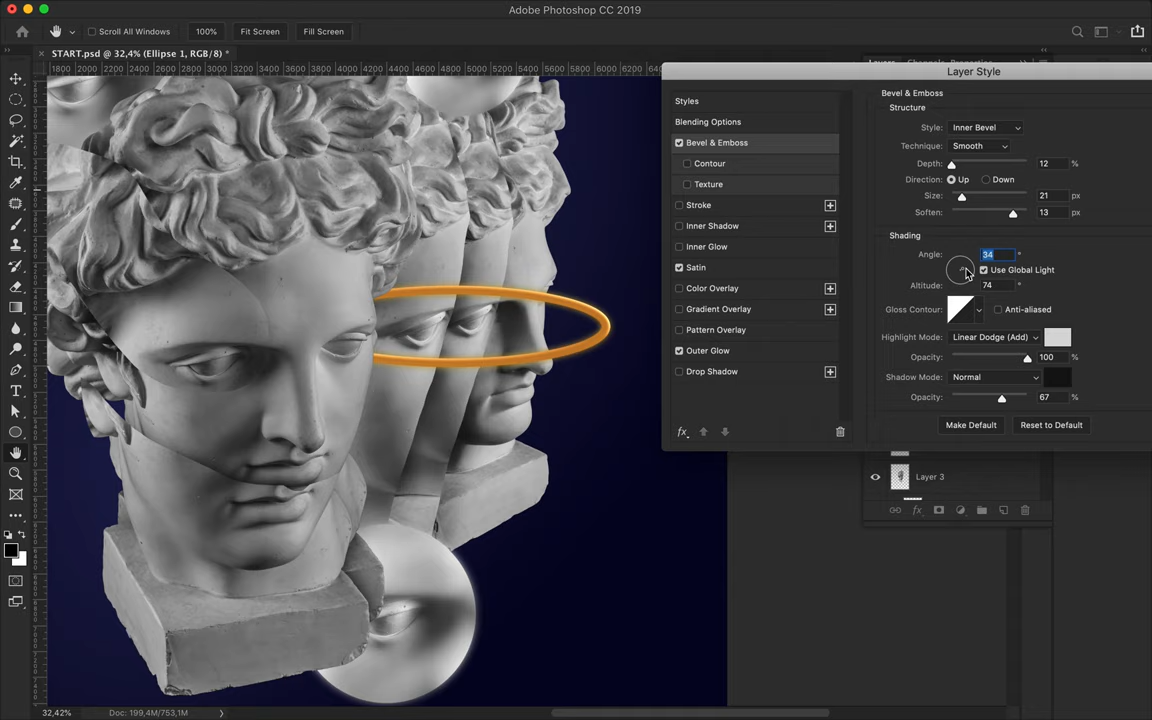 Adobe Photoshop CC 2019
Scroll All Windows
100%
Fit Screen
Fill Screen
START.psd @ 32,4% (Ellipse 1, RGB/8) *
1800 2000 2200 2400 2600 2800 3000 3200 3400 3600 3800 4000 4200 4400 4600 4800 5000 5200 5400 5600 5800 6000 6200
Layer Style
Styles
Blending Options
Bevel & Emboss
Contour
Texture
Stroke
Inner Shadow
Inner Glow
Satin
Color Overlay
Gradient Overlay
Pattern Overlay
Outer Glow
Drop Shadow
fx
Bevel & Emboss
Structure
Style: Inner Bevel
Technique: Smooth
Depth: 12 %
Direction: Up Down
Size: 21 px
Soften: 13 px
Shading
Angle: 34 °
Use Global Light
Altitude: 74 °
Gloss Contour: Anti-aliased
Highlight Mode: Linear Dodge (Add)
Opacity: 100 %
Shadow Mode: Normal
Opacity: 67 %
Make Default
Reset to Default
Layer 3
fx
32,42%
Doc: 199,4M/753,1M